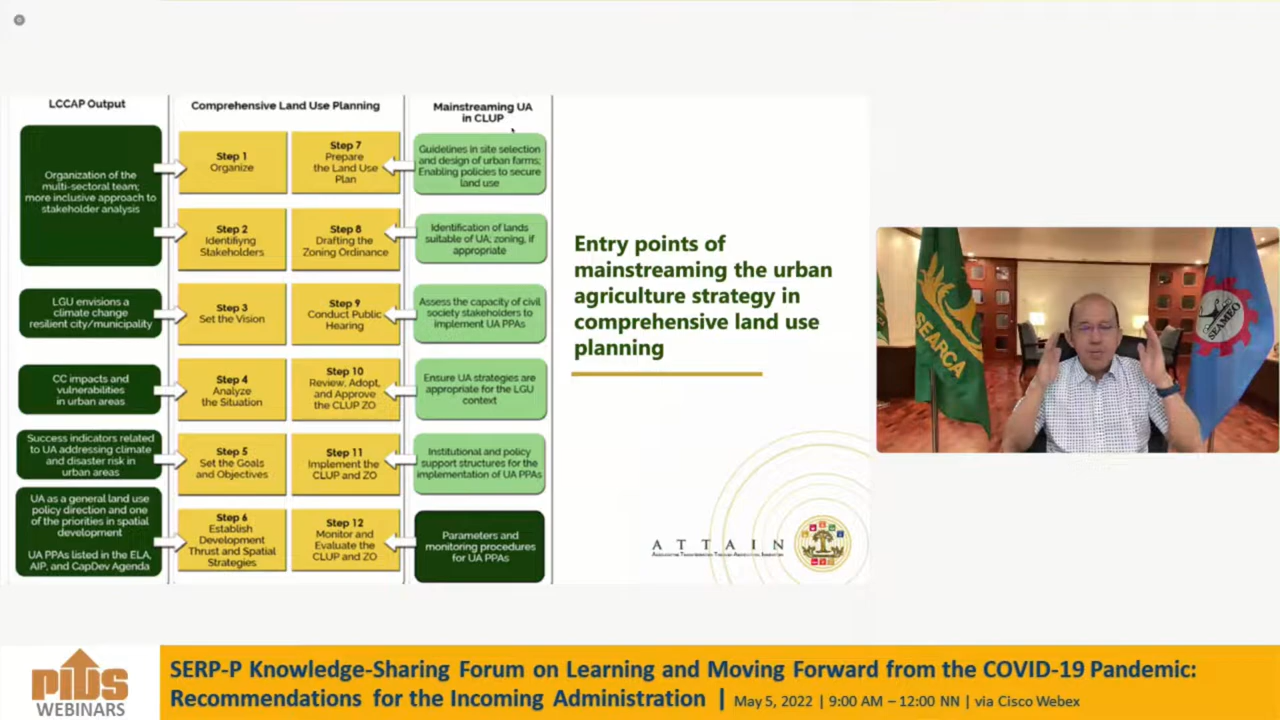 LCCAP Output
Organization of the
multi-sectoral team;
more inclusive approach to
stakeholder analysis
LGU envisions a
climate change
resilient city/municipality
CC impacts and
vulnerabilities
in urban areas
Success indicators related
to UA addressing climate
and disaster risk in
urban areas
UA as a general land use
policy direction and one
of the priorities in spatial
development
UA PPAs listed in the ELA,
AIP, and CapDev Agenda
Comprehensive Land Use Planning
Step 1
Organize
Step 2
Identifiyng
Stakeholders
Step 3
Set the Vision
Step 4
Analyze
the Situation
Step 5
Set the Goals
and Objectives
Step 6
Establish
Development
Thrust and Spatial
Strategies
Step 7
Prepare
the Land Use
Plan
Step 8
Drafting the
Zoning Ordinance
Step 9
Conduct Public
Hearing
Step 10
Review, Adopt,
and Approve
the CLUP ZO
Step 11
Implement the
CLUP and ZO
Step 12
Monitor and
Evaluate the
CLUP and ZO
Mainstreaming UA
in CLUP
Guidelines in site selection
and design of urban farms;
Enabling policies to secure
land use
Identification of lands
suitable of UA; zoning, if
appropriate
Assess the capacity of civil
society stakeholders to
implement UA PPAs
Ensure UA strategies are
appropriate for the LGU
context
Institutional and policy
support structures for the
implementation of UA PPAs
Parameters and
monitoring procedures
for UA PPAs
Entry points of
mainstreaming the urban
agriculture strategy in
comprehensive land use
planning
ATTAIN
SEARCA
SEAMEO
PIDS
WEBINARS
SERP-P Knowledge-Sharing Forum on Learning and Moving Forward from the COVID-19 Pandemic:
Recommendations for the Incoming Administration | May 5, 2022 | 9:00 AM – 12:00 NN | via Cisco Webex